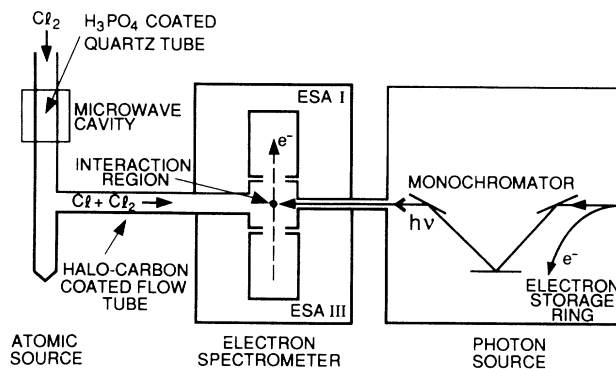 Cl2
H3PO4 COATED
QUARTZ TUBE
MICROWAVE
CAVITY
INTERACTION
REGION
Cl + Cl2
HALO-CARBON
COATED FLOW
TUBE
ATOMIC
SOURCE
ESA I
e-
ESA III
ELECTRON
SPECTROMETER
MONOCHROMATOR
hν
e-
ELECTRON
STORAGE
RING
PHOTON
SOURCE